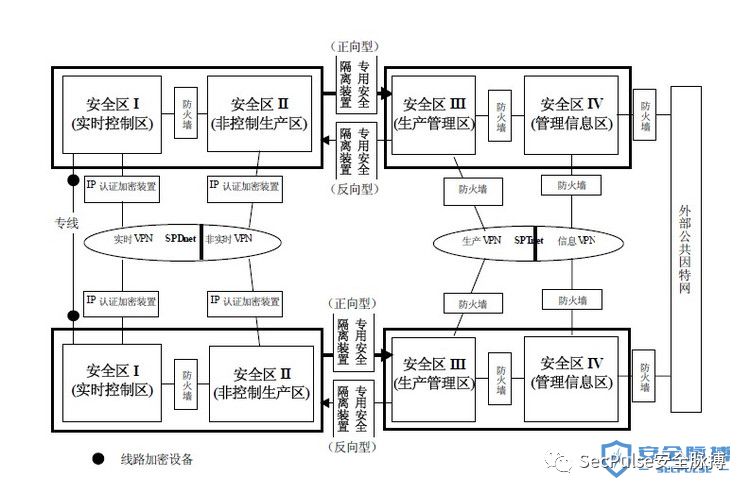 （正向型）
专用安全
隔离装置
安全区 I
(实时控制区)
防火墙
安全区 II
(非控制生产区)
安全区 III
(生产管理区)
防火墙
安全区 IV
(管理信息区)
防火墙
专用安全
隔离装置
（反向型）
IP 认证加密装置
IP 认证加密装置
防火墙
防火墙
专线
实时 VPN SPDnet 非实时 VPN
生产 VPN SPTnet 信息 VPN
外部公共因特网
IP 认证加密装置
IP 认证加密装置
防火墙
防火墙
（正向型）
专用安全
隔离装置
安全区 I
(实时控制区)
防火墙
安全区 II
(非控制生产区)
安全区 III
(生产管理区)
防火墙
安全区 IV
(管理信息区)
防火墙
专用安全
隔离装置
（反向型）
线路加密设备
安全脉搏
SECPULSE
SecPulse安全脉搏